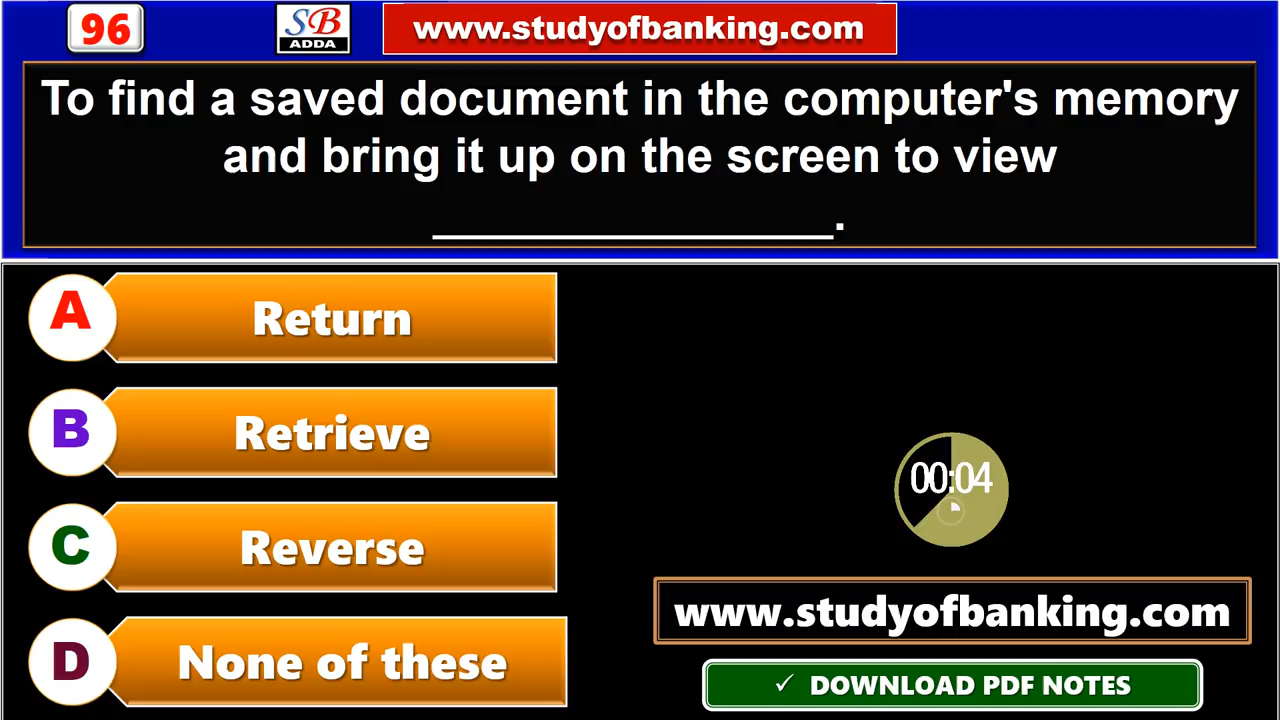 96
SB
ADDA
www.studyofbanking.com
To find a saved document in the computer's memory
and bring it up on the screen to view
________________.
A
Return
B
Retrieve
C
Reverse
D
None of these
00:04
www.studyofbanking.com
✓ DOWNLOAD PDF NOTES